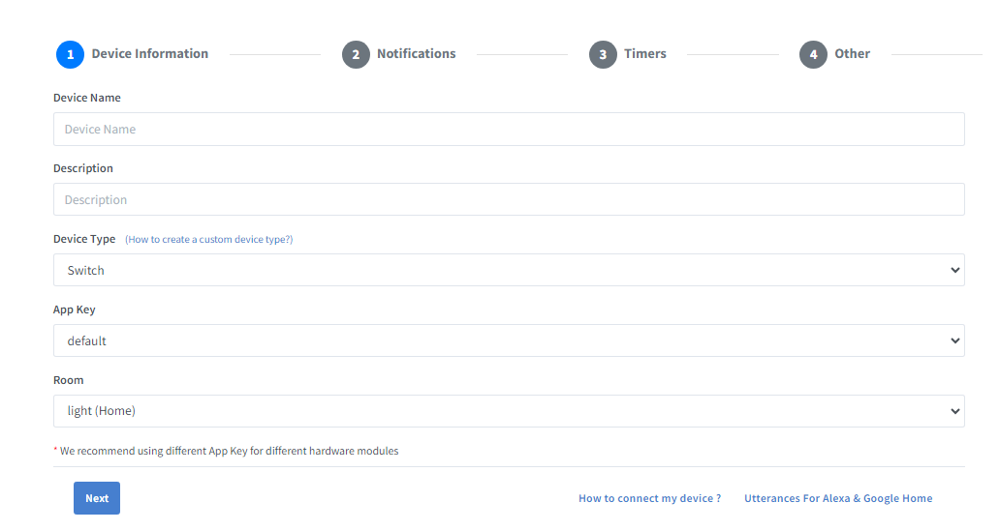 1 Device Information 2 Notifications 3 Timers 4 Other
Device Name
Device Name
Description
Description
Device Type (How to create a custom device type?)
Switch
App Key
default
Room
light (Home)
* We recommend using different App Key for different hardware modules
Next How to connect my device ? Utterances For Alexa & Google Home